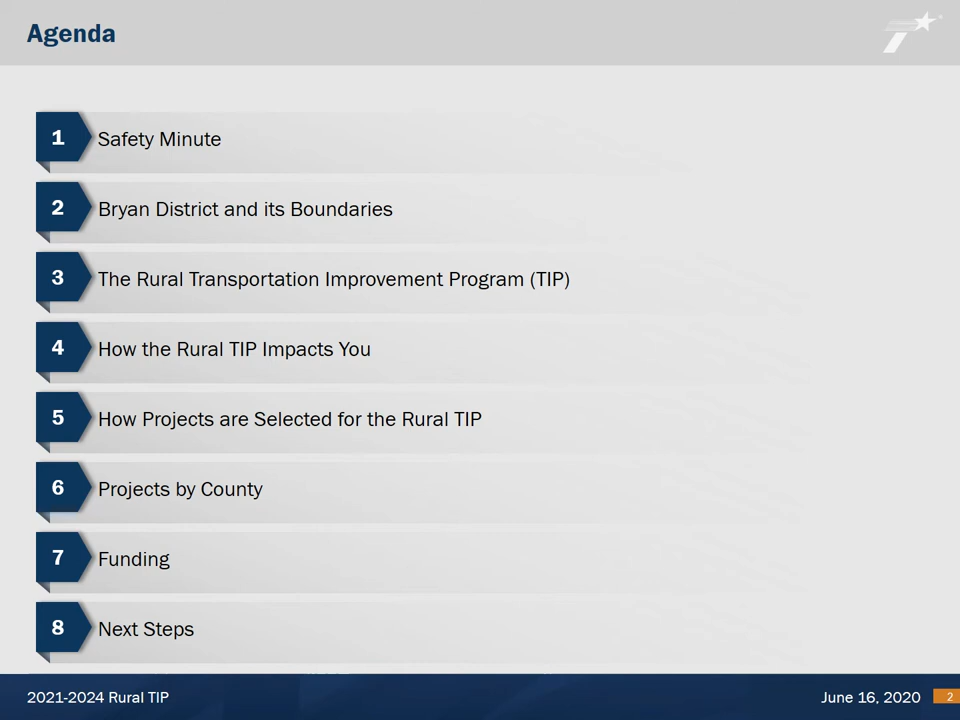 Agenda
1 Safety Minute
2 Bryan District and its Boundaries
3 The Rural Transportation Improvement Program (TIP)
4 How the Rural TIP Impacts You
5 How Projects are Selected for the Rural TIP
6 Projects by County
7 Funding
8 Next Steps
2021-2024 Rural TIP June 16, 2020 2